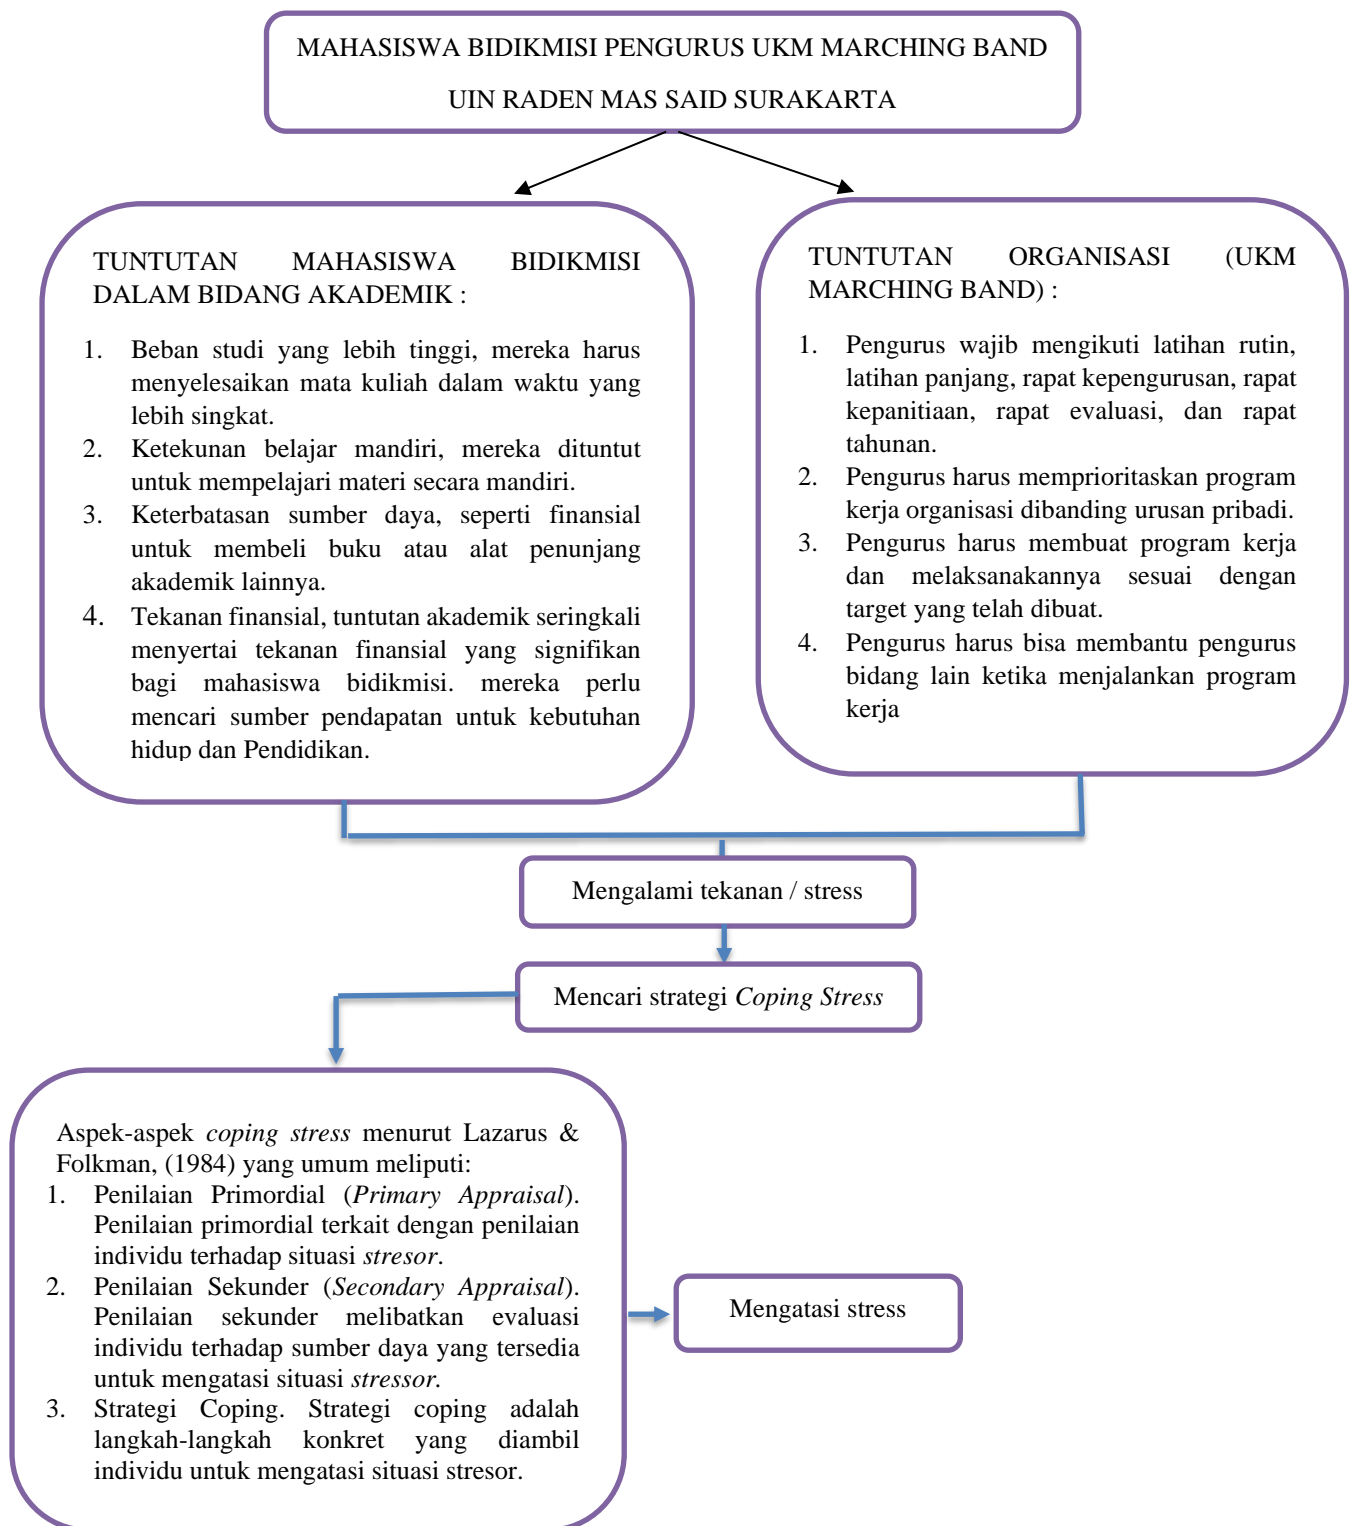 MAHASISWA BIDIKMISI PENGURUS UKM MARCHING BAND
UIN RADEN MAS SAID SURAKARTA
TUNTUTAN MAHASISWA BIDIKMISI
DALAM BIDANG AKADEMIK :
1. Beban studi yang lebih tinggi, mereka harus
menyelesaikan mata kuliah dalam waktu yang
lebih singkat.
2. Ketekunan belajar mandiri, mereka dituntut
untuk mempelajari materi secara mandiri.
3. Keterbatasan sumber daya, seperti finansial
untuk membeli buku atau alat penunjang
akademik lainnya.
4. Tekanan finansial, tuntutan akademik seringkali
menyertai tekanan finansial yang signifikan
bagi mahasiswa bidikmisi. mereka perlu
mencari sumber pendapatan untuk kebutuhan
hidup dan Pendidikan.
TUNTUTAN ORGANISASI (UKM
MARCHING BAND) :
1. Pengurus wajib mengikuti latihan rutin,
latihan panjang, rapat kepengurusan, rapat
kepanitiaan, rapat evaluasi, dan rapat
tahunan.
2. Pengurus harus memprioritaskan program
kerja organisasi dibanding urusan pribadi.
3. Pengurus harus membuat program kerja
dan melaksanakannya sesuai dengan
target yang telah dibuat.
4. Pengurus harus bisa membantu pengurus
bidang lain ketika menjalankan program
kerja
Mengalami tekanan / stress
Mencari strategi Coping Stress
Aspek-aspek coping stress menurut Lazarus &
Folkman, (1984) yang umum meliputi:
1. Penilaian Primordial (Primary Appraisal).
Penilaian primordial terkait dengan penilaian
individu terhadap situasi stresor.
2. Penilaian Sekunder (Secondary Appraisal).
Penilaian sekunder melibatkan evaluasi
individu terhadap sumber daya yang tersedia
untuk mengatasi situasi stressor.
3. Strategi Coping. Strategi coping adalah
langkah-langkah konkret yang diambil
individu untuk mengatasi situasi stresor.
Mengatasi stress